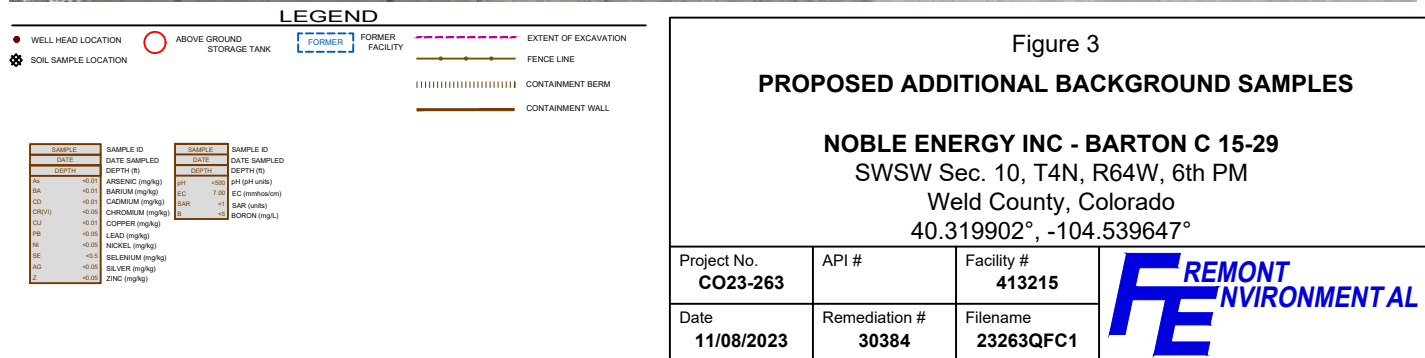 LEGEND
WELL HEAD LOCATION
SOIL SAMPLE LOCATION
ABOVE GROUND
STORAGE TANK
FORMER
FORMER
FACILITY
EXTENT OF EXCAVATION
FENCE LINE
CONTAINMENT BERM
CONTAINMENT WALL
SAMPLE SAMPLE ID
DATE DATE SAMPLED
DEPTH DEPTH (ft)
As <0.01 ARSENIC (mg/kg)
BA <0.01 BARIUM (mg/kg)
CD <0.01 CADMIUM (mg/kg)
CR(VI) <0.05 CHROMIUM (mg/kg)
CU <0.01 COPPER (mg/kg)
PB <0.05 LEAD (mg/kg)
NI <0.05 NICKEL (mg/kg)
SE <0.5 SELENIUM (mg/kg)
AG <0.05 SILVER (mg/kg)
Z <0.05 ZINC (mg/kg)
SAMPLE SAMPLE ID
DATE DATE SAMPLED
DEPTH DEPTH (ft)
pH <500 pH (pH units)
EC 7.00 EC (mmhos/cm)
SAR <1 SAR (units)
B <5 BORON (mg/L)
Figure 3
PROPOSED ADDITIONAL BACKGROUND SAMPLES
NOBLE ENERGY INC - BARTON C 15-29
SWSW Sec. 10, T4N, R64W, 6th PM
Weld County, Colorado
40.319902°, -104.539647°
Project No.
CO23-263
API #
Facility #
413215
Date
11/08/2023
Remediation #
30384
Filename
23263QFC1
FREMONT
ENVIRONMENTAL